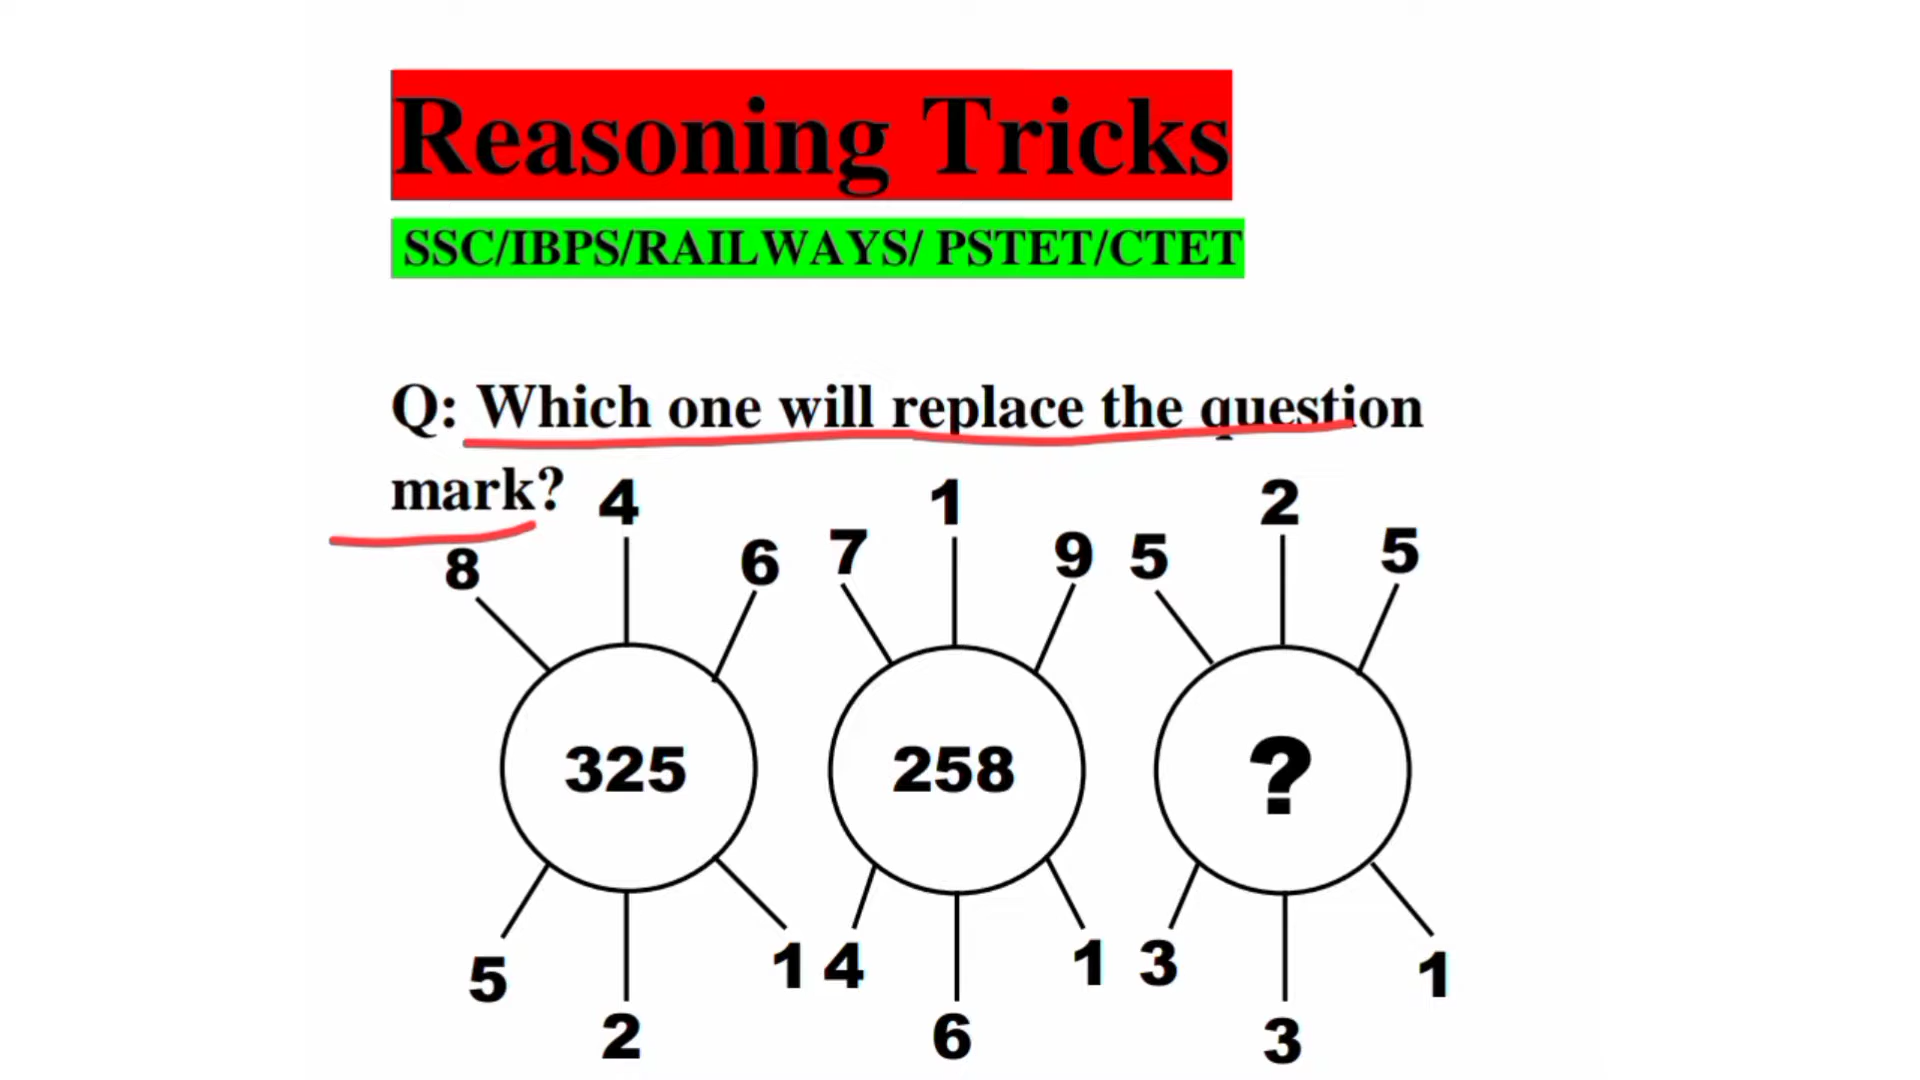 Reasoning Tricks
SSC/IBPS/RAILWAYS/ PSTET/CTET
Q: Which one will replace the question
mark?
4 1 2
8 6 7 9 5 5
325 258 ?
5 1 4 1 3 1
2 6 3